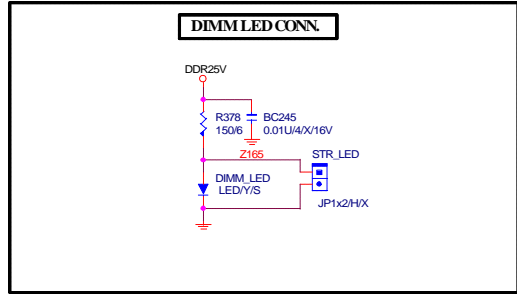 DIMM LED CONN.
DDR25V
R378
150/6
BC245
0.01U/4/X/16V
Z165
STR_LED
DIMM_LED
LED/Y/S
JP1x2/H/X